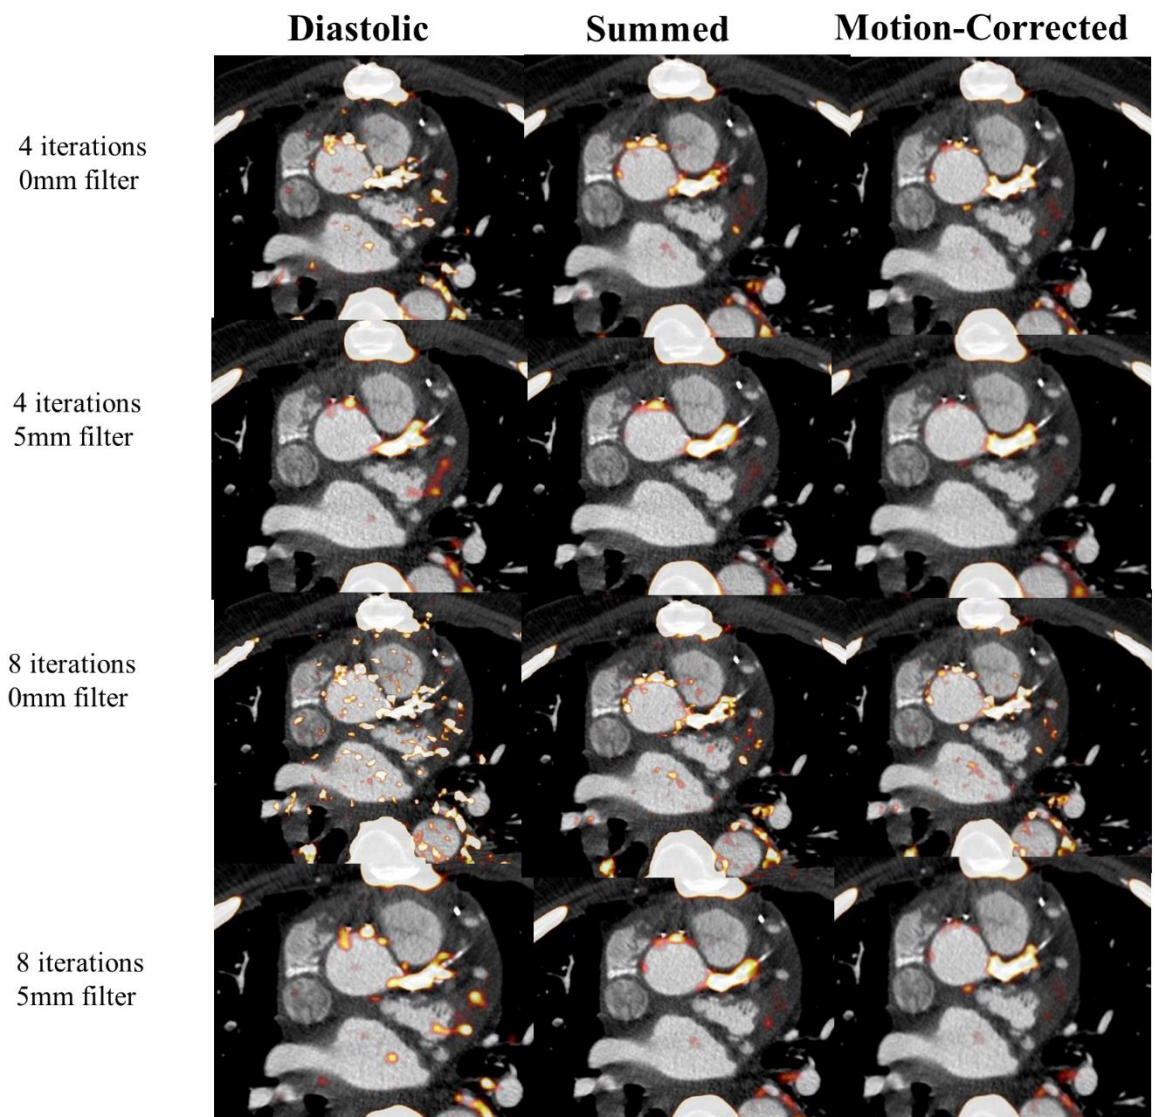 Diastolic Summed Motion-Corrected
4 iterations
0mm filter
4 iterations
5mm filter
8 iterations
0mm filter
8 iterations
5mm filter